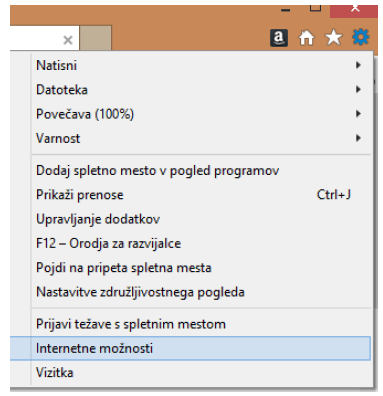 a
Natisni
Datoteka
Povečava (100%)
Varnost
Dodaj spletno mesto v pogled programov
Prikaži prenose Ctrl+J
Upravljanje dodatkov
F12 – Orodja za razvijalce
Pojdi na pripeta spletna mesta
Nastavitve združljivostnega pogleda
Prijavi težave s spletnim mestom
Internetne možnosti
Vizitka